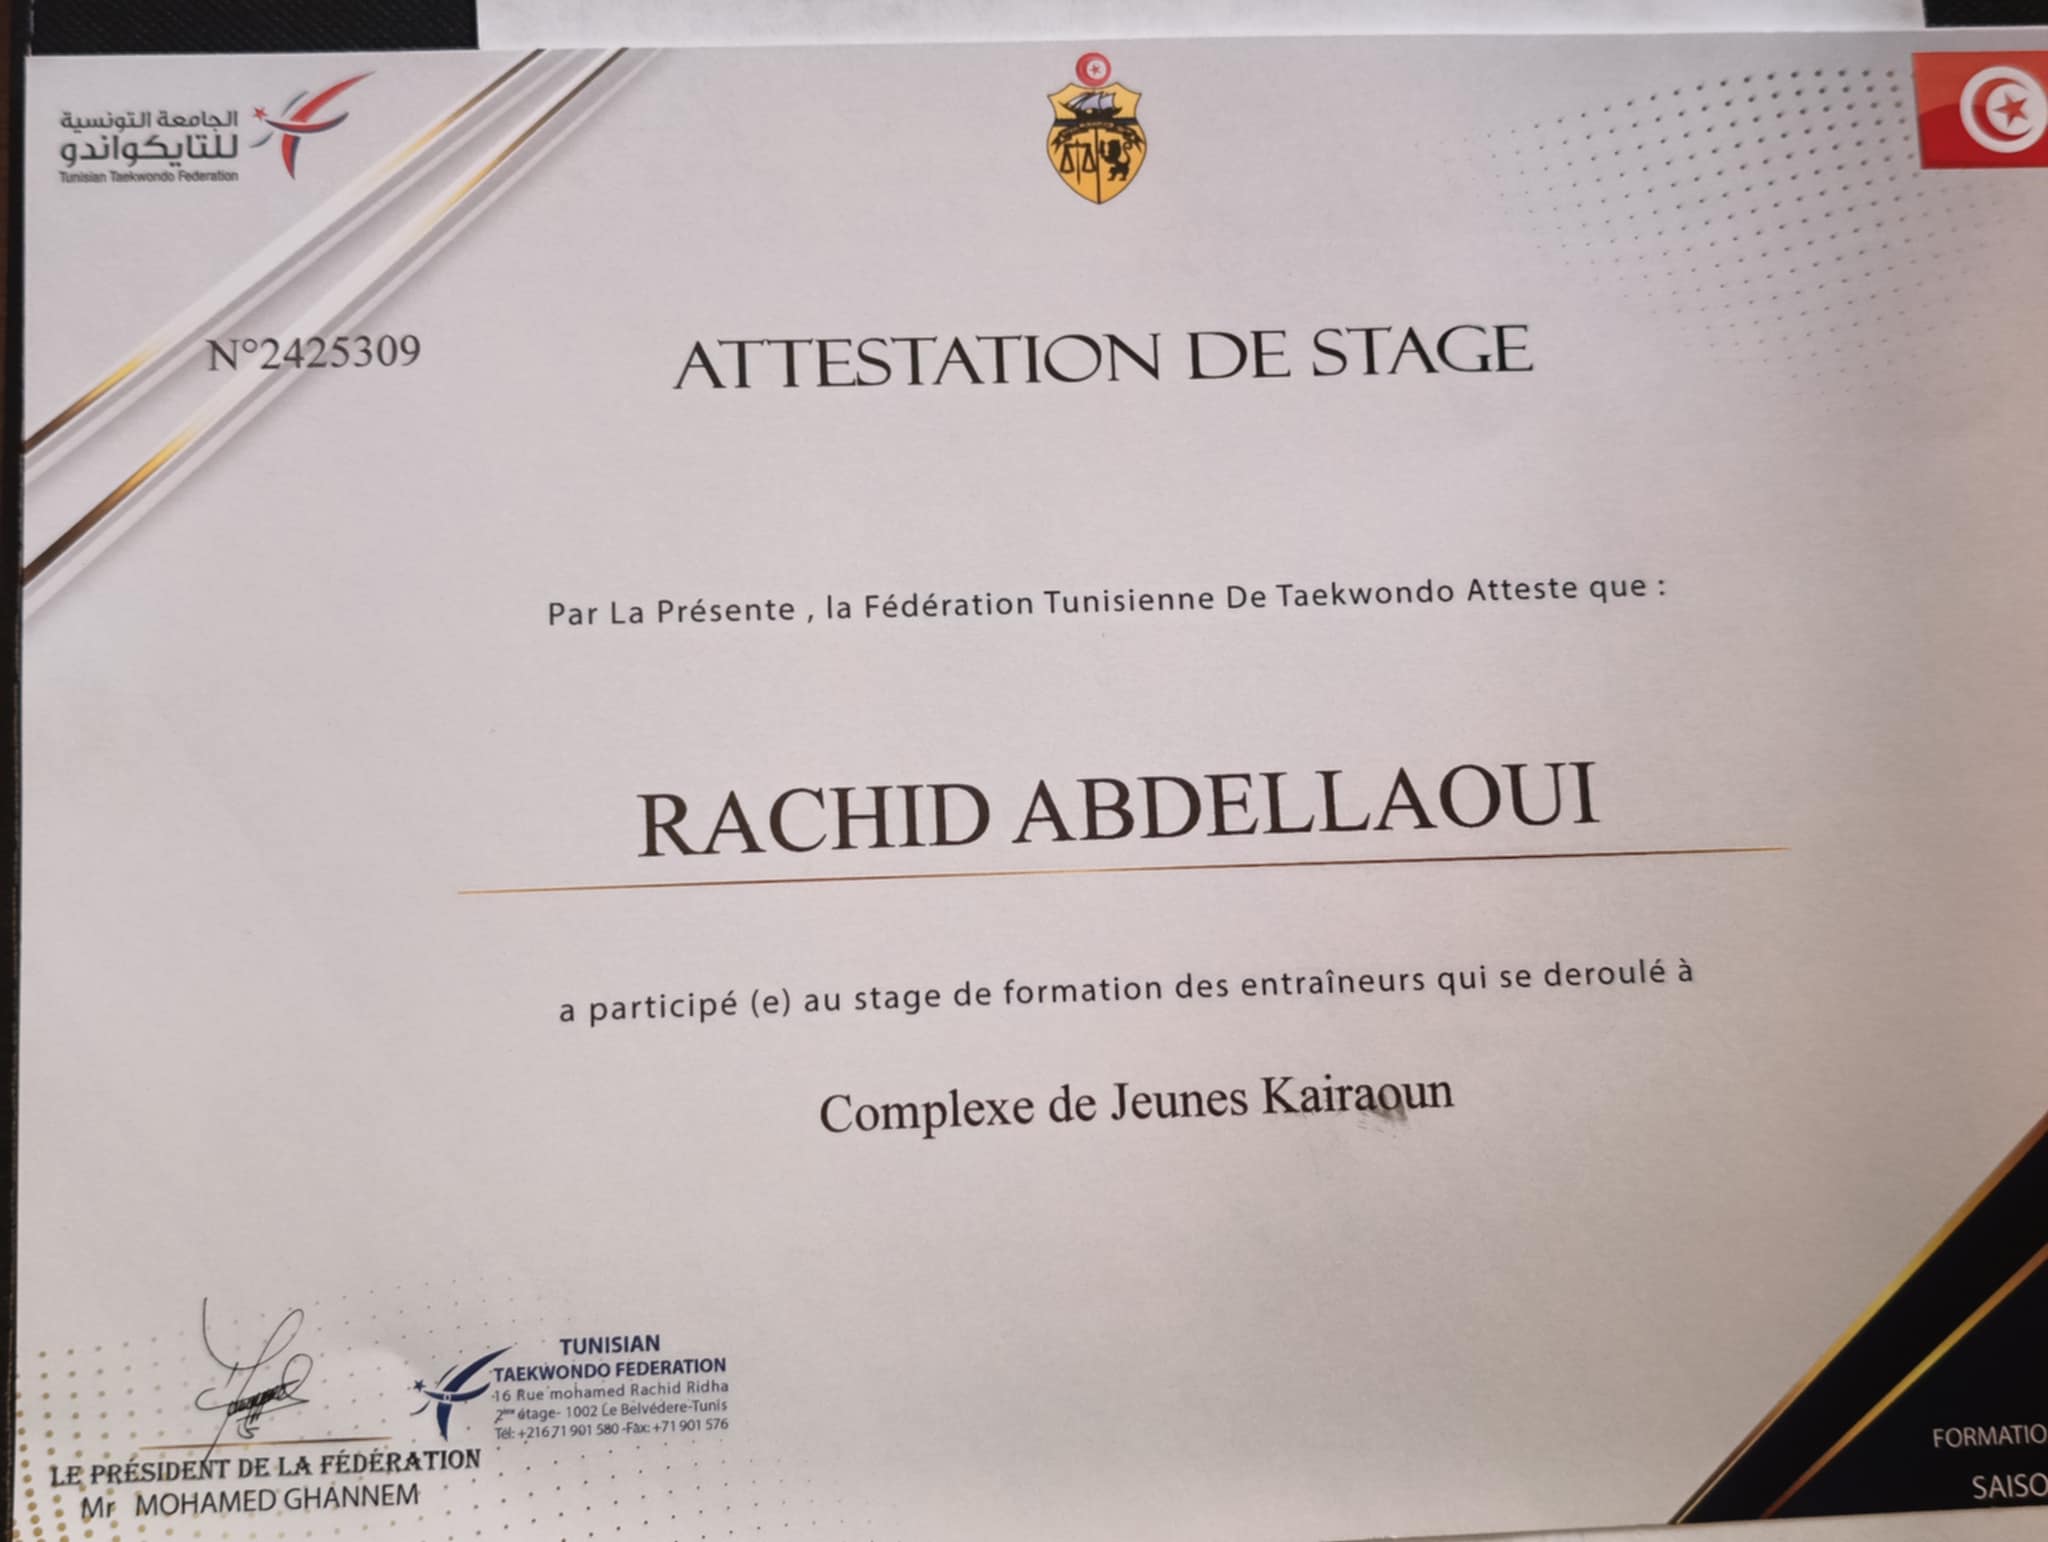 الجامعة التونسية
للتايكواندو
Tunisian Taekwondo Federation
N°2425309
ATTESTATION DE STAGE
Par La Présente , la Fédération Tunisienne De Taekwondo Atteste que :
RACHID ABDELLAOUI
a participé (e) au stage de formation des entraîneurs qui se deroulé à
Complexe de Jeunes Kairaoun
TUNISIAN
TAEKWONDO FEDERATION
16 Rue mohamed Rachid Ridha
2ème étage- 1002 Le Belvédere-Tunis
Tél: +216 71 901 580 -Fax: +71 901 576
LE PRÉSIDENT DE LA FÉDÉRATION
Mr MOHAMED GHANNEM
FORMATIO
SAISO